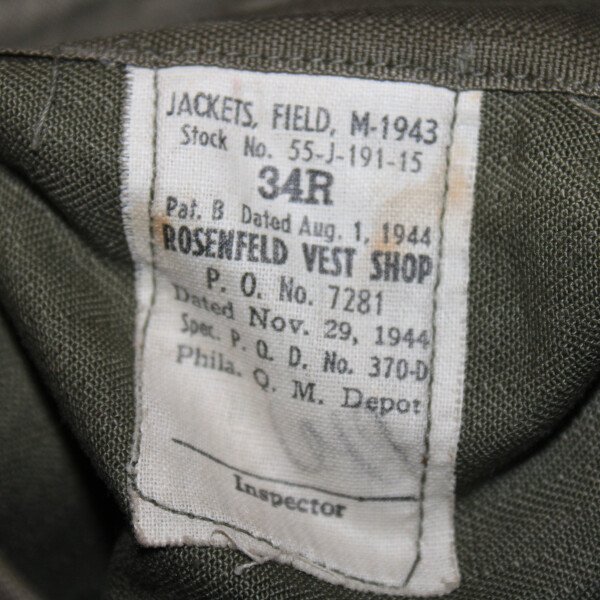 JACKETS, FIELD, M-1943
Stock No. 55-J-191-15
34R
Pat. B Dated Aug. 1, 1944
ROSENFELD VEST SHOP
P. O. No. 7281
Dated Nov. 29, 1944
Spec. P. Q. D. No. 370-D
Phila. Q. M. Depot
Inspector